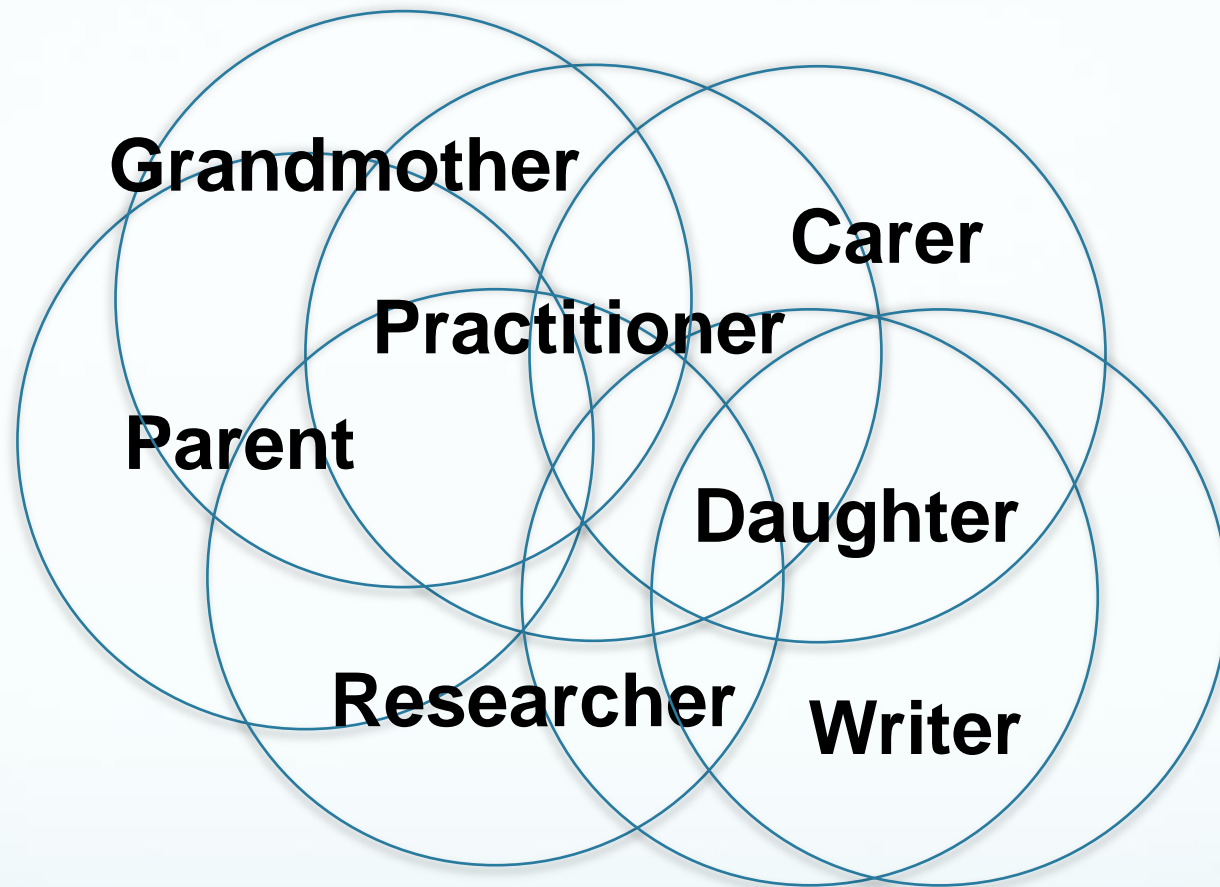 Grandmother
Carer
Practitioner
Parent
Daughter
Researcher
Writer